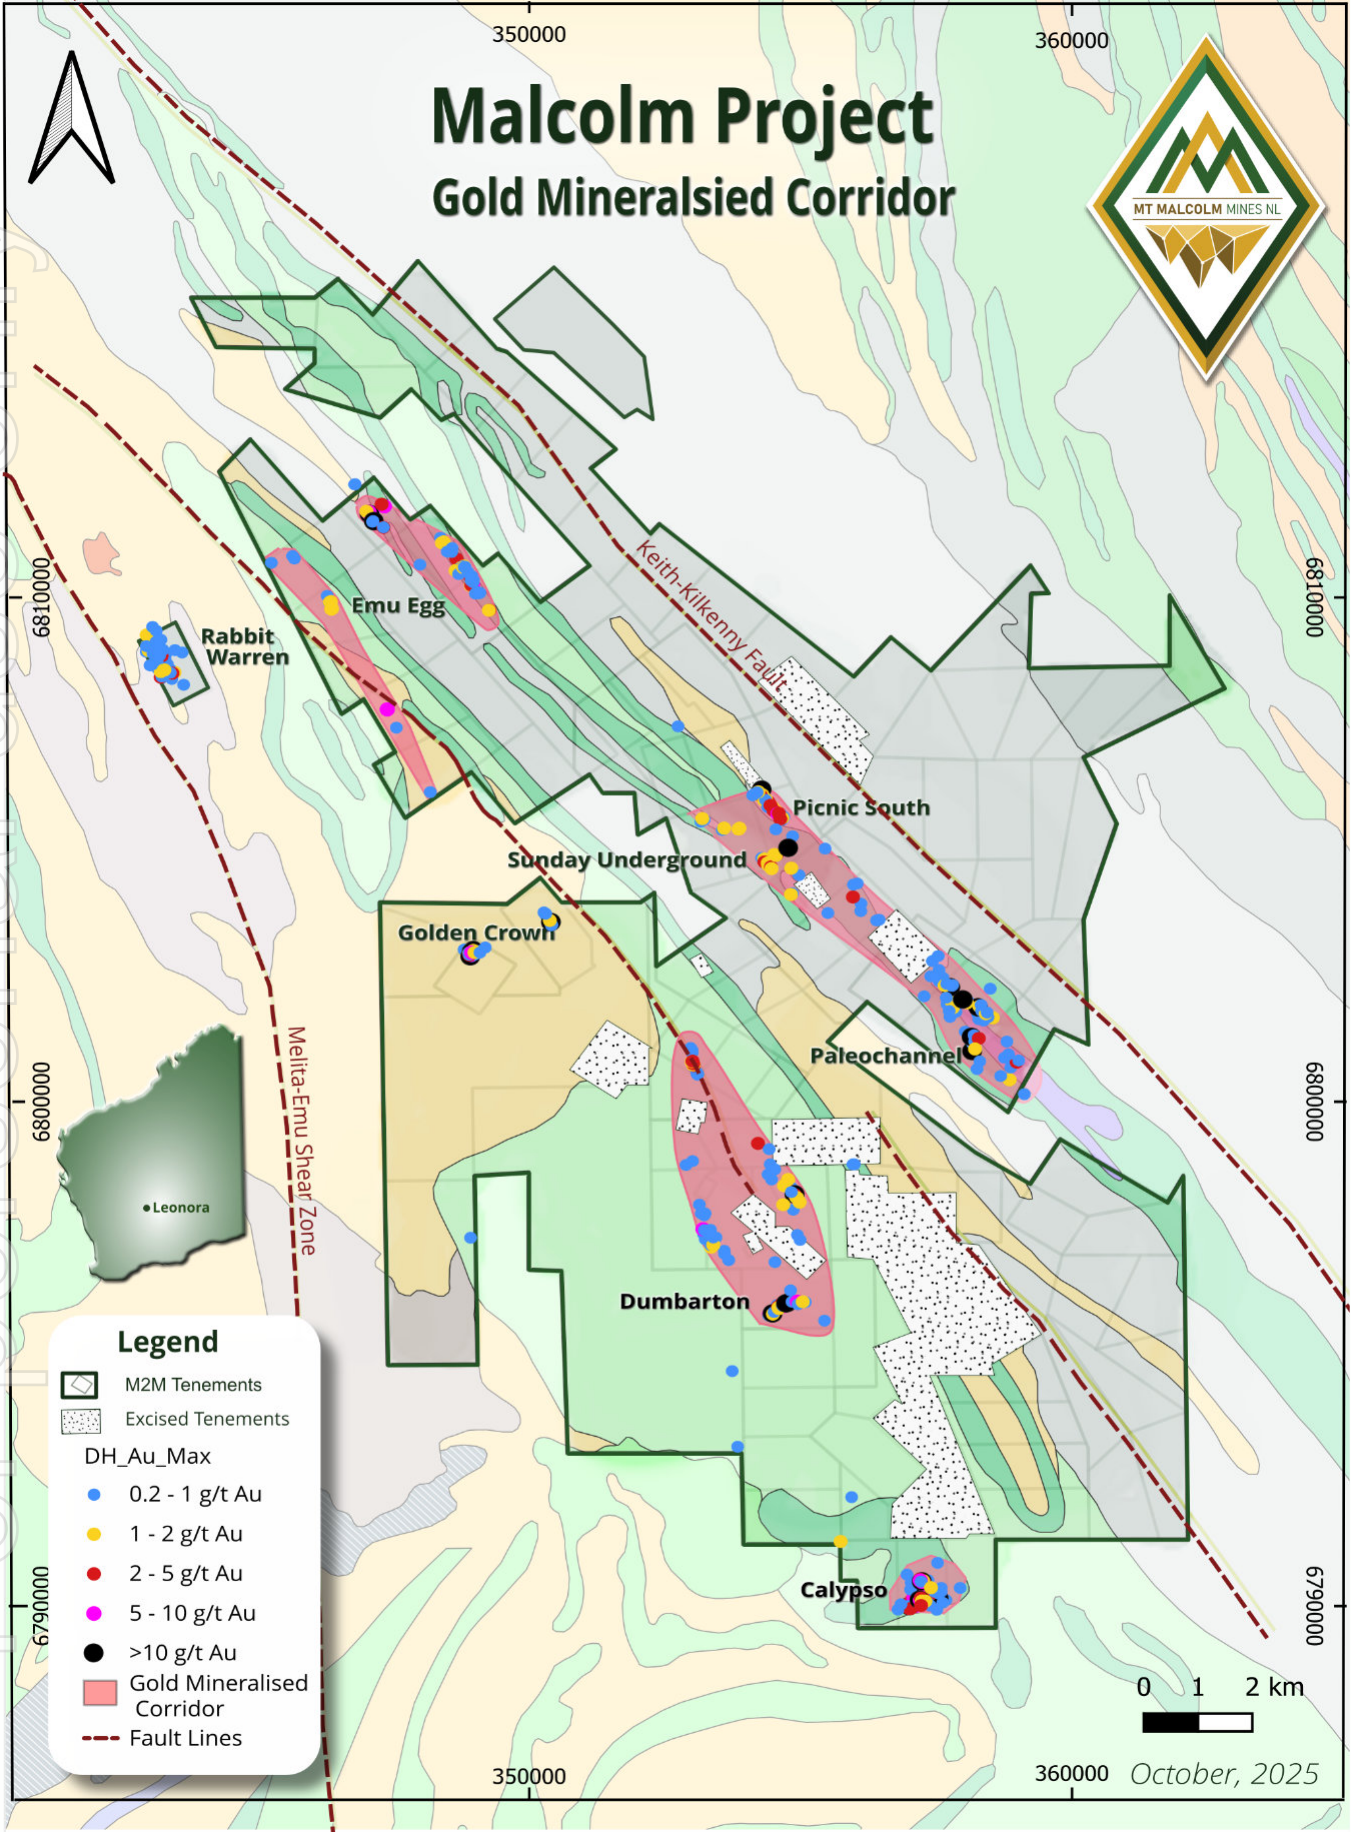 350000
360000
Malcolm Project
Gold Mineralsied Corridor
MT MALCOLM MINES NL
Keith-Kilkenny Fault
6810000
6810000
Emu Egg
Rabbit
Warren
Picnic South
Sunday Underground
Golden Crown
Paleochannel
Melita-Emu Shear Zone
6800000
6800000
Leonora
Dumbarton
Calypso
6790000
6790000
Legend
M2M Tenements
Excised Tenements
DH_Au_Max
0.2 - 1 g/t Au
1 - 2 g/t Au
2 - 5 g/t Au
5 - 10 g/t Au
>10 g/t Au
Gold Mineralised
Corridor
Fault Lines
0 1 2 km
350000
360000
October, 2025